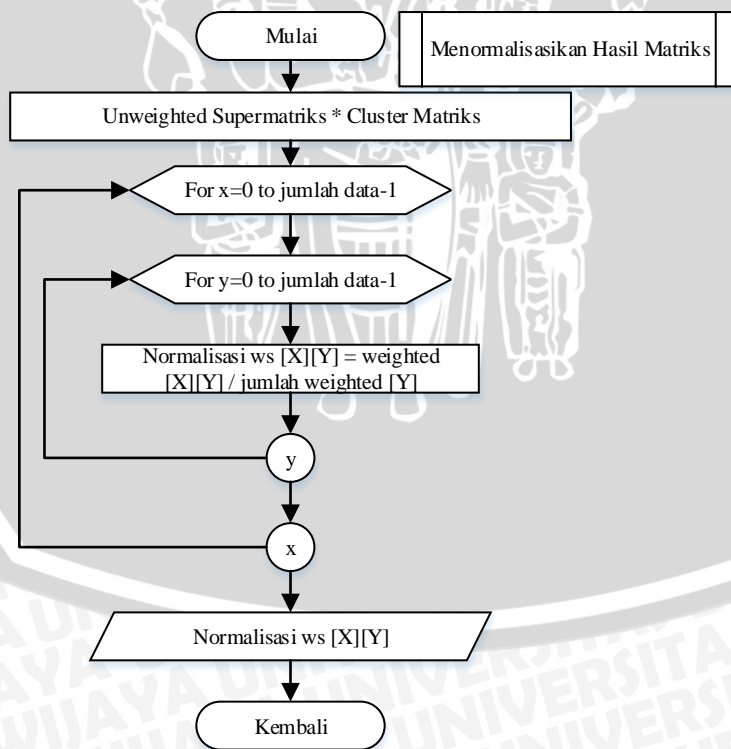 Mulai
Menormalisasikan Hasil Matriks
Unweighted Supermatriks * Cluster Matriks
For x=0 to jumlah data-1
For y=0 to jumlah data-1
Normalisasi ws [X][Y] = weighted
[X][Y] / jumlah weighted [Y]
y
x
Normalisasi ws [X][Y]
Kembali